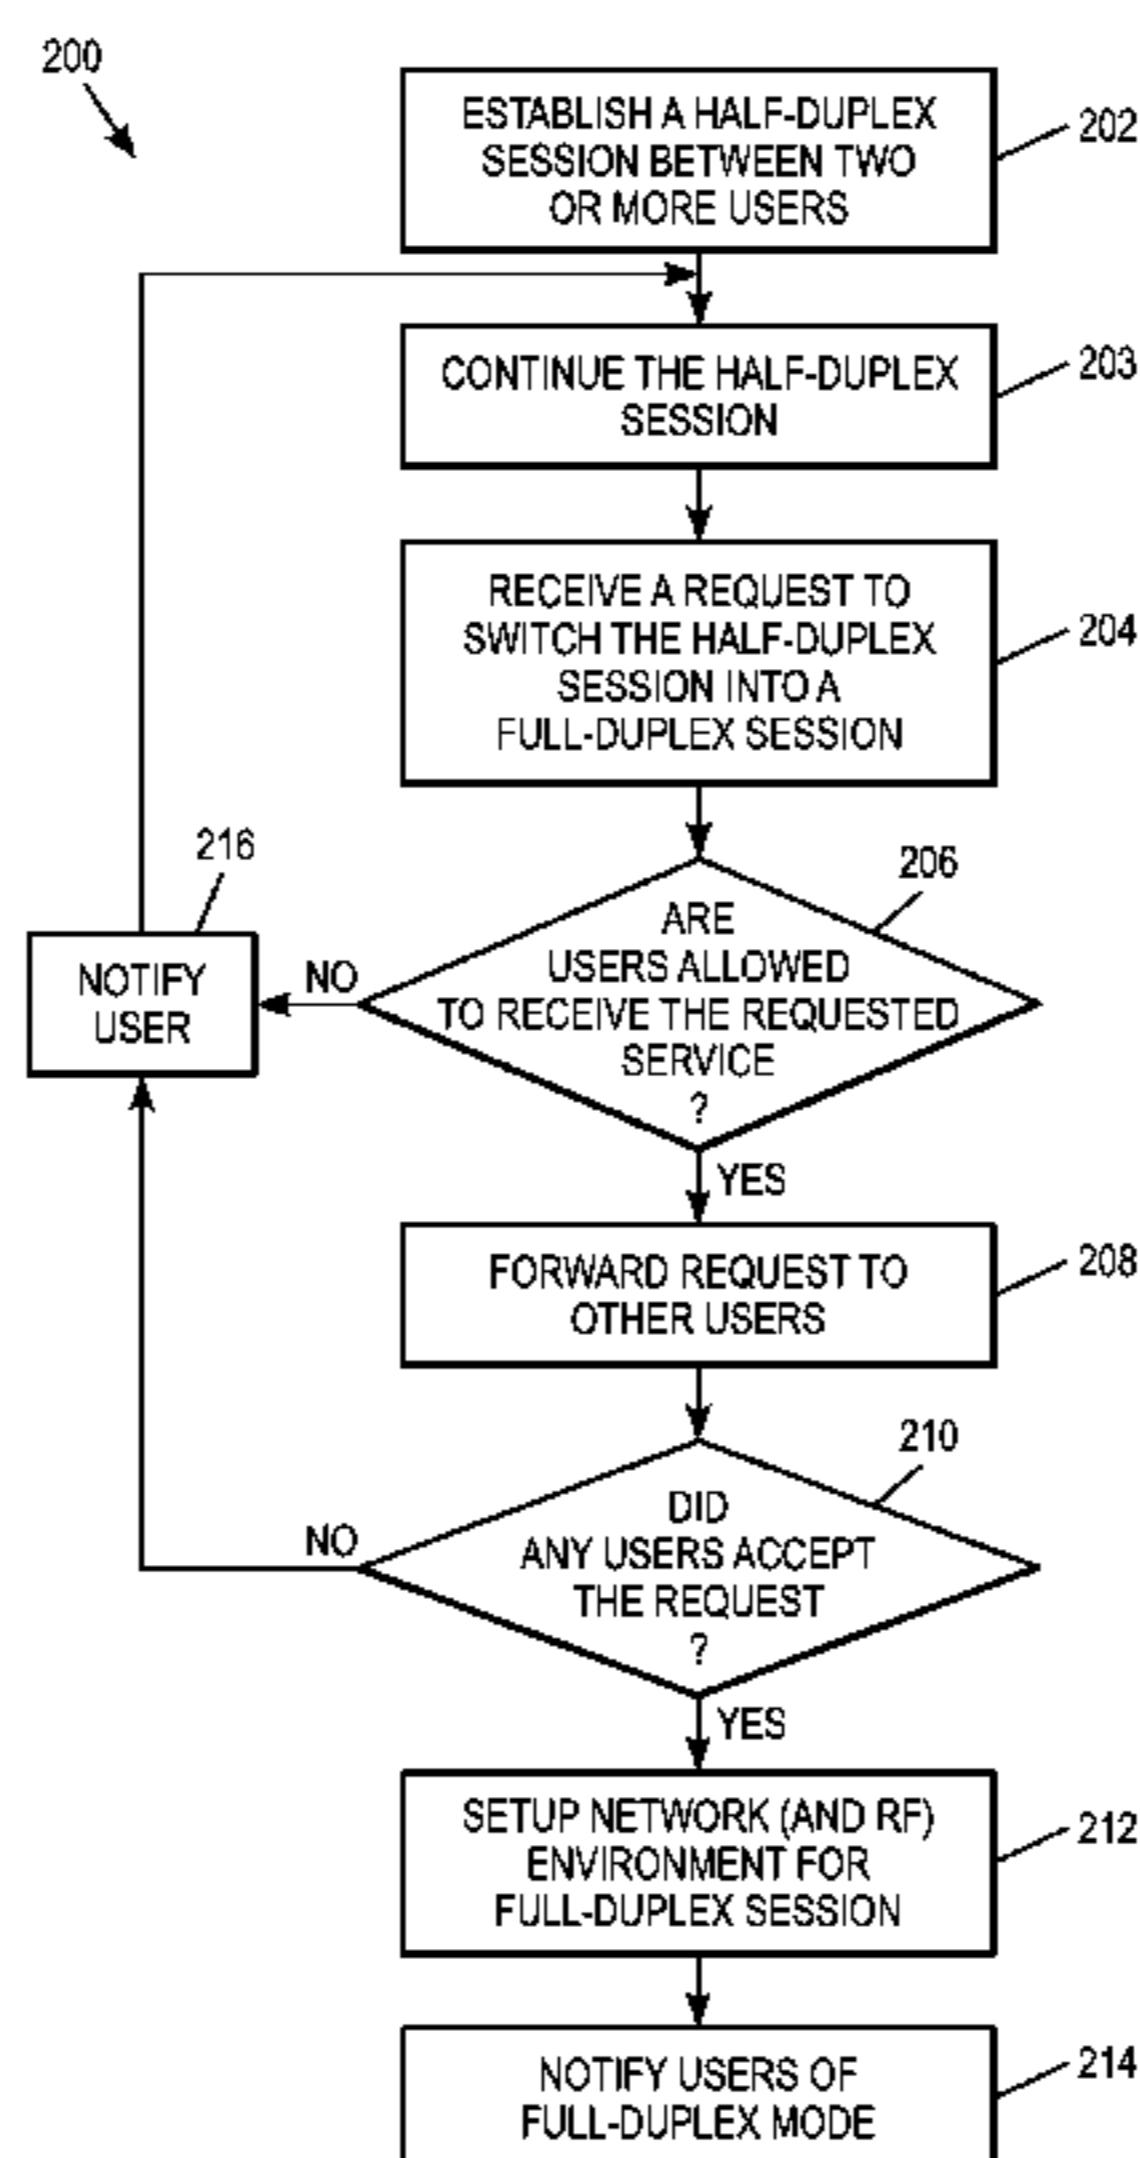 200
ESTABLISH A HALF-DUPLEX
SESSION BETWEEN TWO
OR MORE USERS
202
CONTINUE THE HALF-DUPLEX
SESSION
203
RECEIVE A REQUEST TO
SWITCH THE HALF-DUPLEX
SESSION INTO A
FULL-DUPLEX SESSION
204
216
NOTIFY
USER
NO
206
ARE
USERS ALLOWED
TO RECEIVE THE REQUESTED
SERVICE
?
YES
FORWARD REQUEST TO
OTHER USERS
208
210
NO
DID
ANY USERS ACCEPT
THE REQUEST
?
YES
SETUP NETWORK (AND RF)
ENVIRONMENT FOR
FULL-DUPLEX SESSION
212
NOTIFY USERS OF
FULL-DUPLEX MODE
214